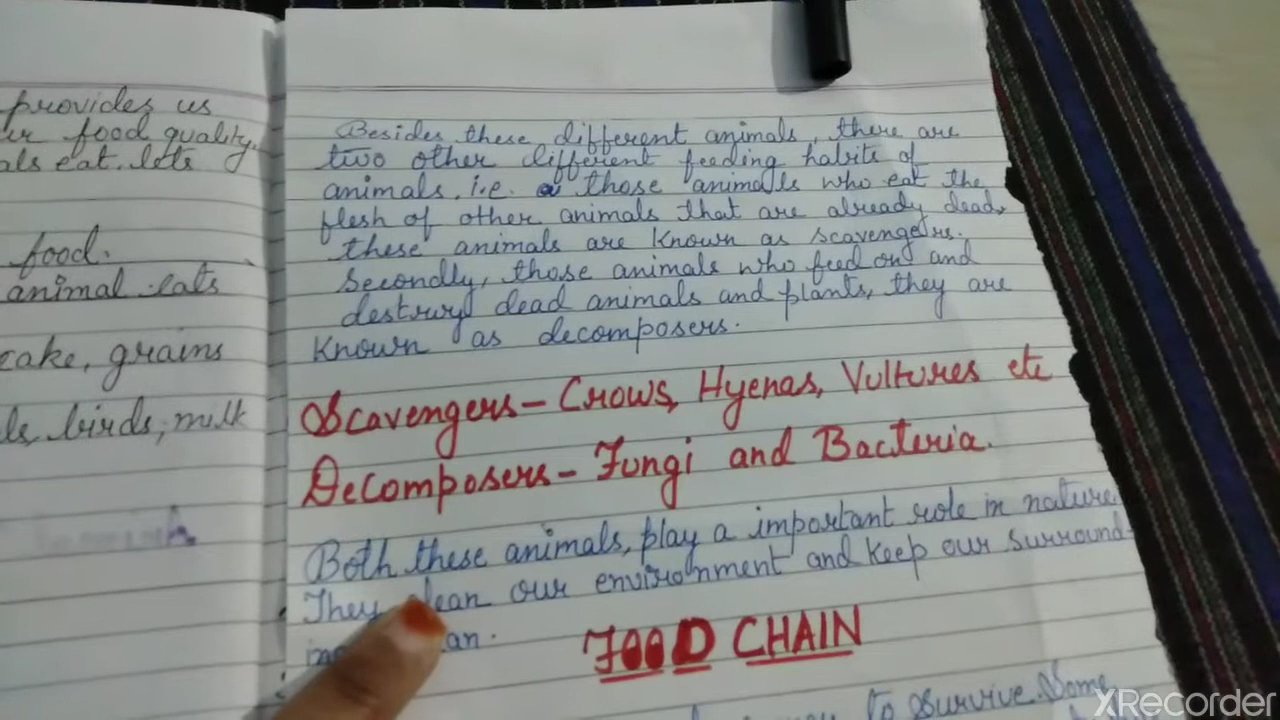 provides us
ur food quality.
als eat. lots
food.
animal eats
cake, grains
ls, birds, milk
Besides these different animals, there are
two other different feeding habits of
animals. i.e. those animals who eat the
flesh of other animals that are already dead,
these animals are known as scavengers.
Secondly, those animals who feed on and
destroy dead animals and plants, they are
known as decomposers.
Scavengers - Crows, Hyenas, Vultures etc
Decomposers - Fungi and Bacteria.
Both these animals, play a important role in nature.
They clean our environment and keep our surround-
an.
FOOD CHAIN
to survive. Some
XRecorder